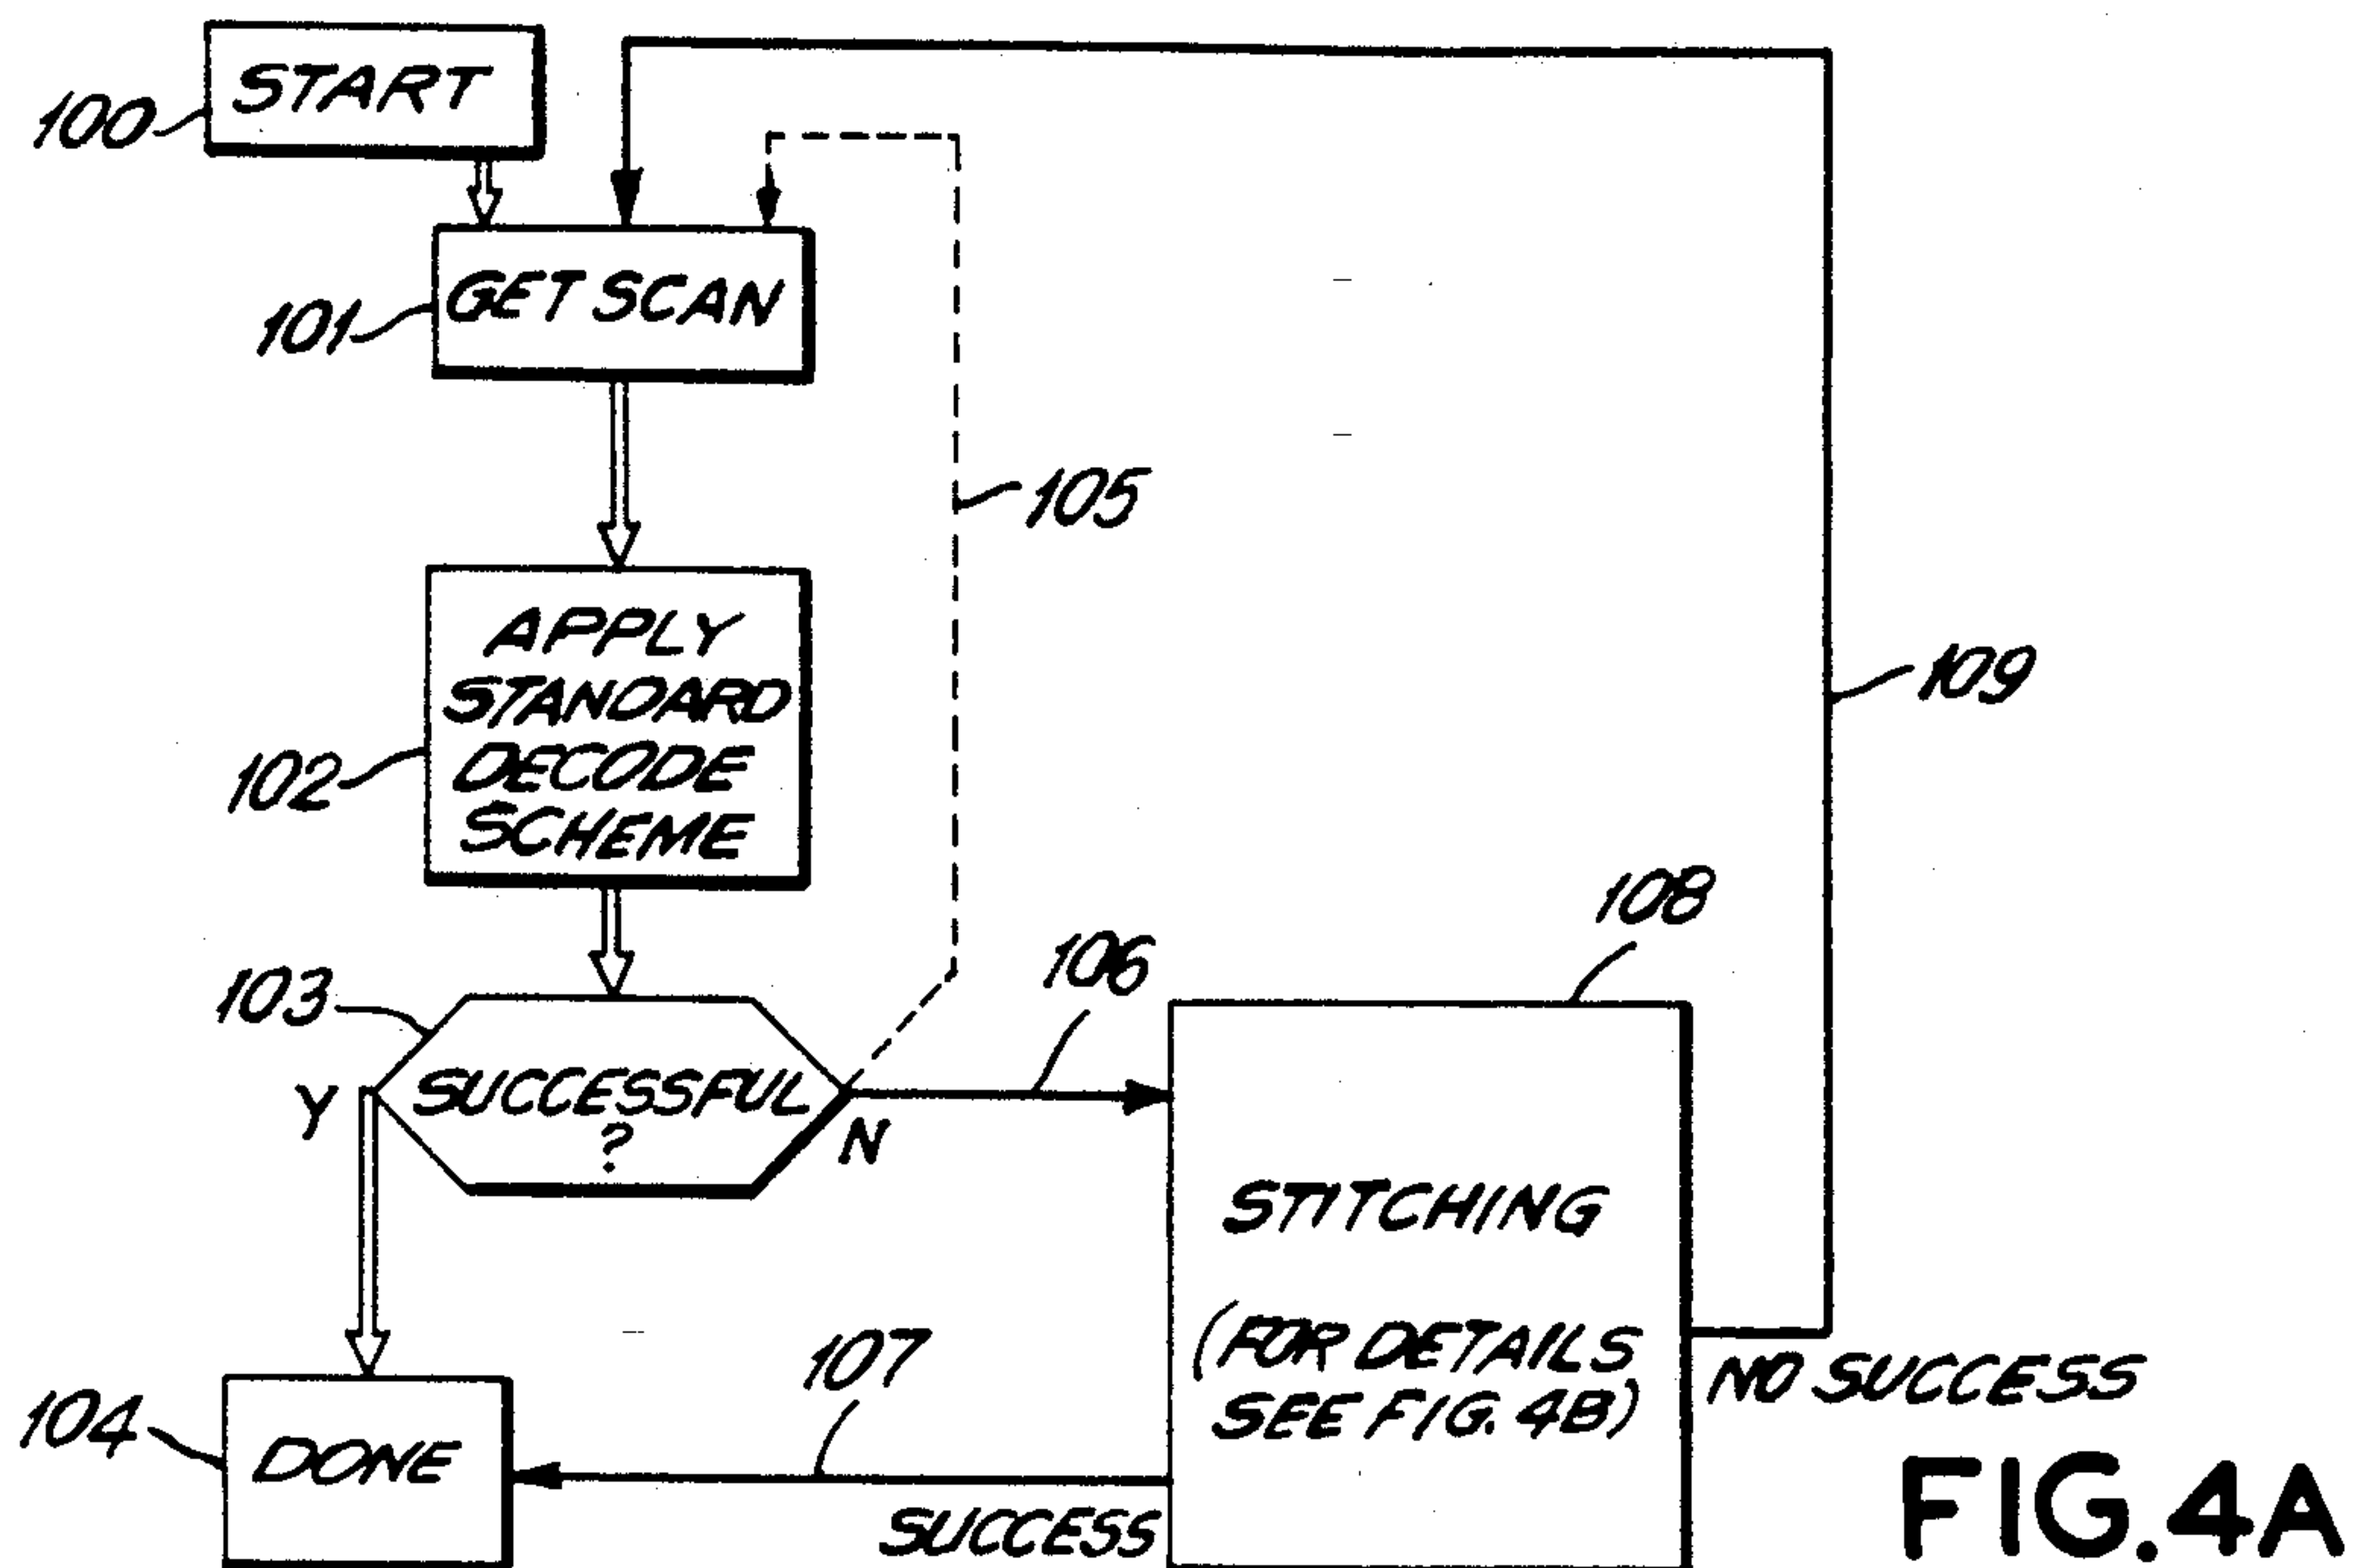 START
100
GET SCAN
101
105
APPLY
STANDARD
DECODE
SCHEME
102
109
108
106
103
SUCCESSFUL
?
Y
N
STITCHING
(FOR DETAILS
SEE FIG. 4B)
107
NO SUCCESS
104
DONE
SUCCESS
FIG. 4A